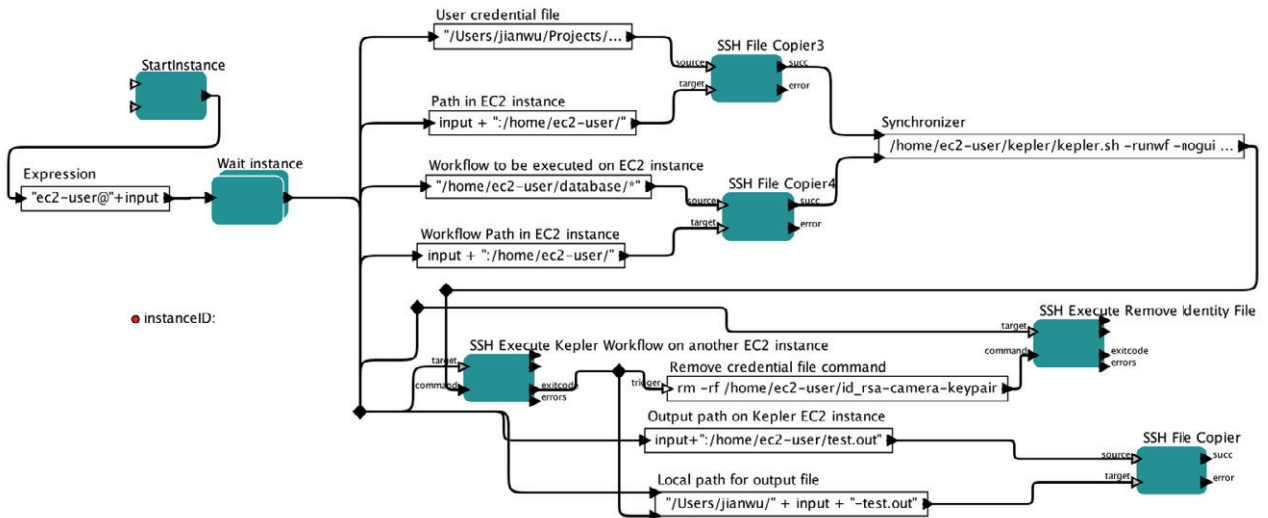 User credential file
"/Users/jianwu/Projects/...
SSH File Copier3
source
succ
target
error
StartInstance
Path in EC2 instance
input + ":/home/ec2-user/"
Synchronizer
/home/ec2-user/kepler/kepler.sh -runwf -nogui ...
Expression
"ec2-user@"+input
Wait instance
Workflow to be executed on EC2 instance
"/home/ec2-user/database/*"
SSH File Copier4
source
succ
target
error
Workflow Path in EC2 instance
input + ":/home/ec2-user/"
instanceID:
SSH Execute Remove Identity File
target
command
exitcode
errors
SSH Execute Kepler Workflow on another EC2 instance
target
command
exitcode
errors
Remove credential file command
trigger
rm -rf /home/ec2-user/id_rsa-camera-keypair
Output path on Kepler EC2 instance
input+":/home/ec2-user/test.out"
SSH File Copier
source
succ
target
error
Local path for output file
"/Users/jianwu/" + input + "-test.out"